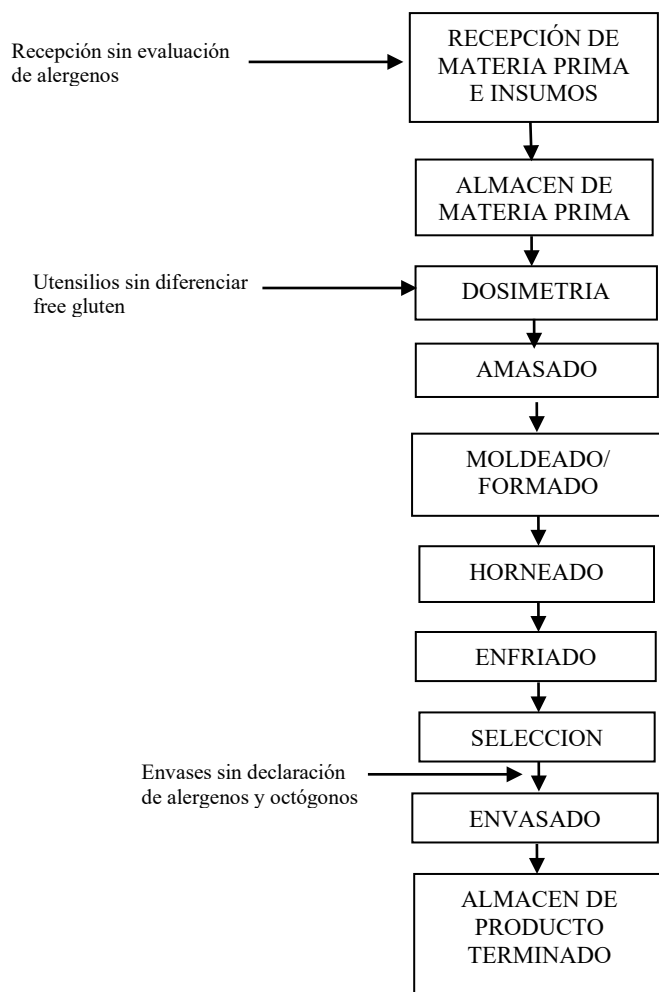 Recepción sin evaluación
de alergenos
RECEPCIÓN DE
MATERIA PRIMA
E INSUMOS
ALMACEN DE
MATERIA PRIMA
Utensilios sin diferenciar
free gluten
DOSIMETRIA
AMASADO
MOLDEADO/
FORMADO
HORNEADO
ENFRIADO
SELECCION
Envases sin declaración
de alergenos y octógonos
ENVASADO
ALMACEN DE
PRODUCTO
TERMINADO